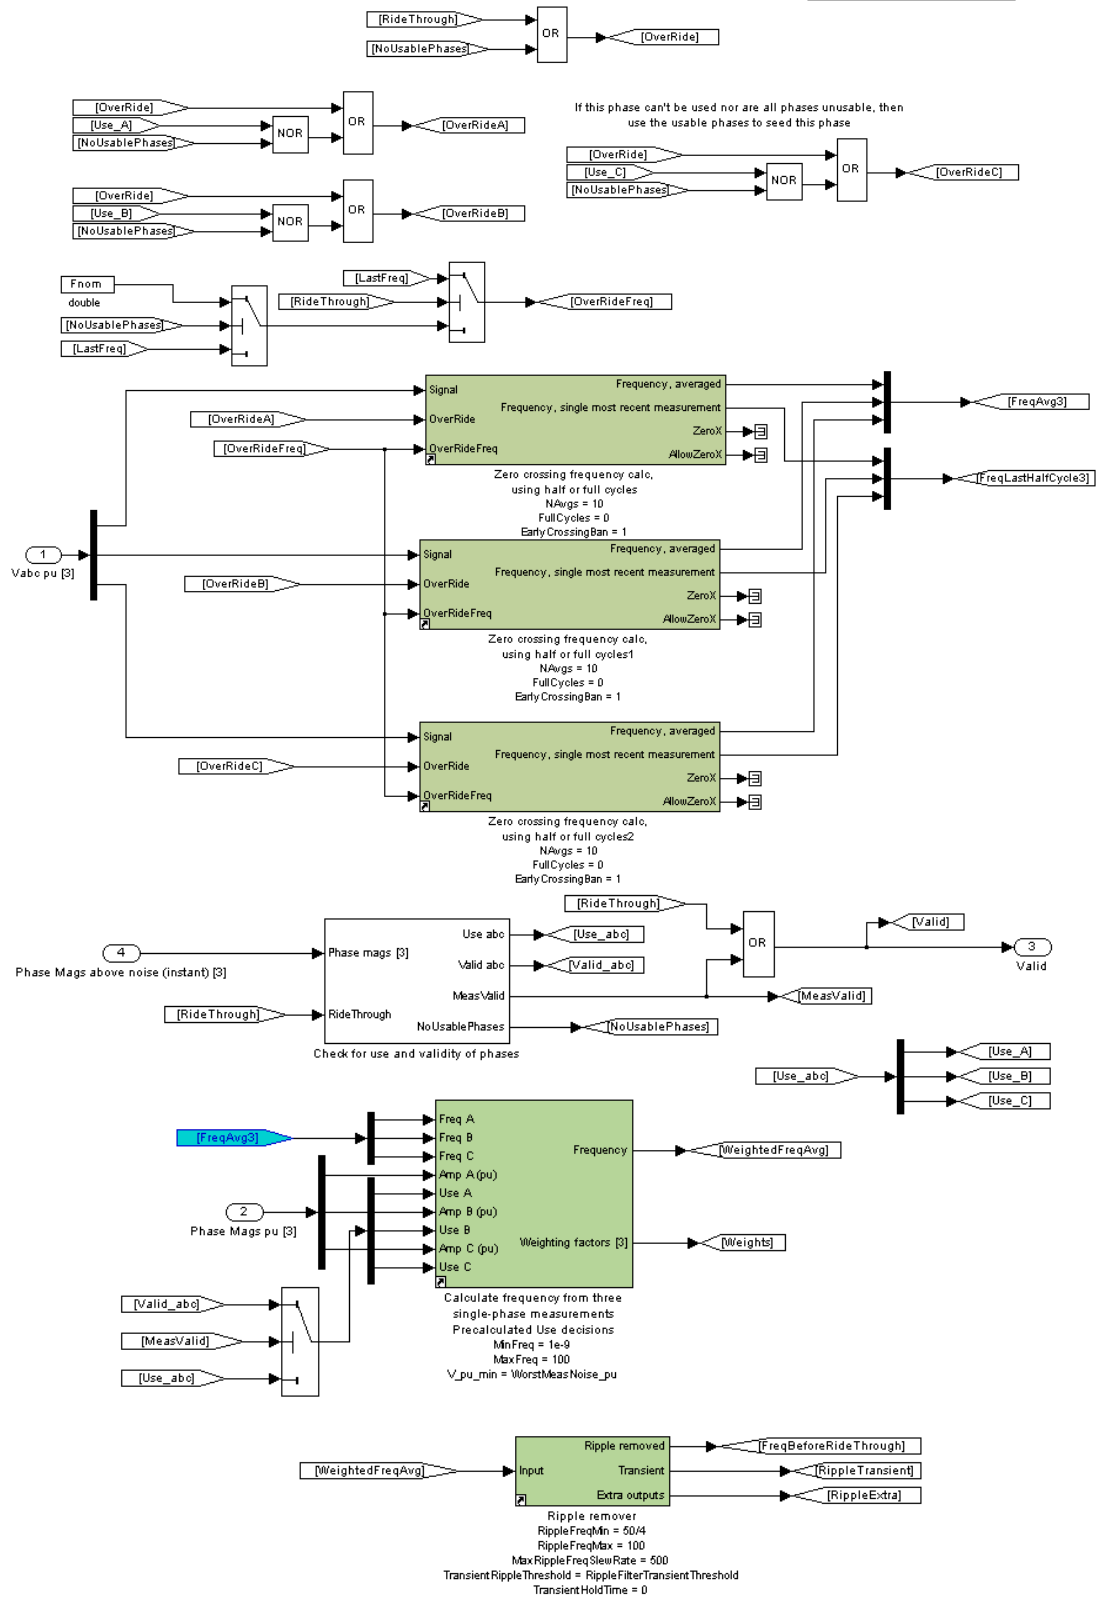 [RideThrough]
[NoUsablePhases]
OR
[OverRide]
[OverRide]
[Use_A]
[NoUsablePhases]
NOR
OR
[OverRideA]
If this phase can't be used nor are all phases unusable, then
use the usable phases to seed this phase
[OverRide]
[Use_C]
[NoUsablePhases]
NOR
OR
[OverRideC]
[OverRide]
[Use_B]
[NoUsablePhases]
NOR
OR
[OverRideB]
Fnom
double
[NoUsablePhases]
[LastFreq]
[LastFreq]
[RideThrough]
[OverRideFreq]
Signal
OverRide
OverRideFreq
Frequency, averaged
Frequency, single most recent measurement
ZeroX
AllowZeroX
[OverRideA]
[OverRideFreq]
[FreqAvg3]
[FreqLastHalfCycle3]
Zero crossing frequency calc,
using half or full cycles
NAvgs = 10
FullCycles = 0
EarlyCrossingBan = 1
1
Vabc pu [3]
[OverRideB]
Signal
OverRide
OverRideFreq
Frequency, averaged
Frequency, single most recent measurement
ZeroX
AllowZeroX
Zero crossing frequency calc,
using half or full cycles1
NAvgs = 10
FullCycles = 0
EarlyCrossingBan = 1
[OverRideC]
Signal
OverRide
OverRideFreq
Frequency, averaged
Frequency, single most recent measurement
ZeroX
AllowZeroX
Zero crossing frequency calc,
using half or full cycles2
NAvgs = 10
FullCycles = 0
EarlyCrossingBan = 1
4
Phase Mags above noise (instant) [3]
[RideThrough]
Phase mags [3]
RideThrough
Use abc
Valid abc
MeasValid
NoUsablePhases
Check for use and validity of phases
[RideThrough]
[Use_abc]
[Valid_abc]
OR
[Valid]
3
Valid
[MeasValid]
[NoUsablePhases]
[Use_abc]
[Use_A]
[Use_B]
[Use_C]
[FreqAvg3]
2
Phase Mags pu [3]
[Valid_abc]
[MeasValid]
[Use_abc]
Freq A
Freq B
Freq C
Amp A (pu)
Use A
Amp B (pu)
Use B
Amp C (pu)
Use C
Frequency
Weighting factors [3]
[WeightedFreqAvg]
[Weights]
Calculate frequency from three
single-phase measurements
Precalculated Use decisions
MinFreq = 1e-9
MaxFreq = 100
V_pu_min = WorstMeasNoise_pu
[WeightedFreqAvg]
Input
Ripple removed
Transient
Extra outputs
[FreqBeforeRideThrough]
[RippleTransient]
[RippleExtra]
Ripple remover
RippleFreqMin = 50/4
RippleFreqMax = 100
MaxRippleFreqSlewRate = 500
TransientRippleThreshold = RippleFilterTransientThreshold
TransientHoldTime = 0